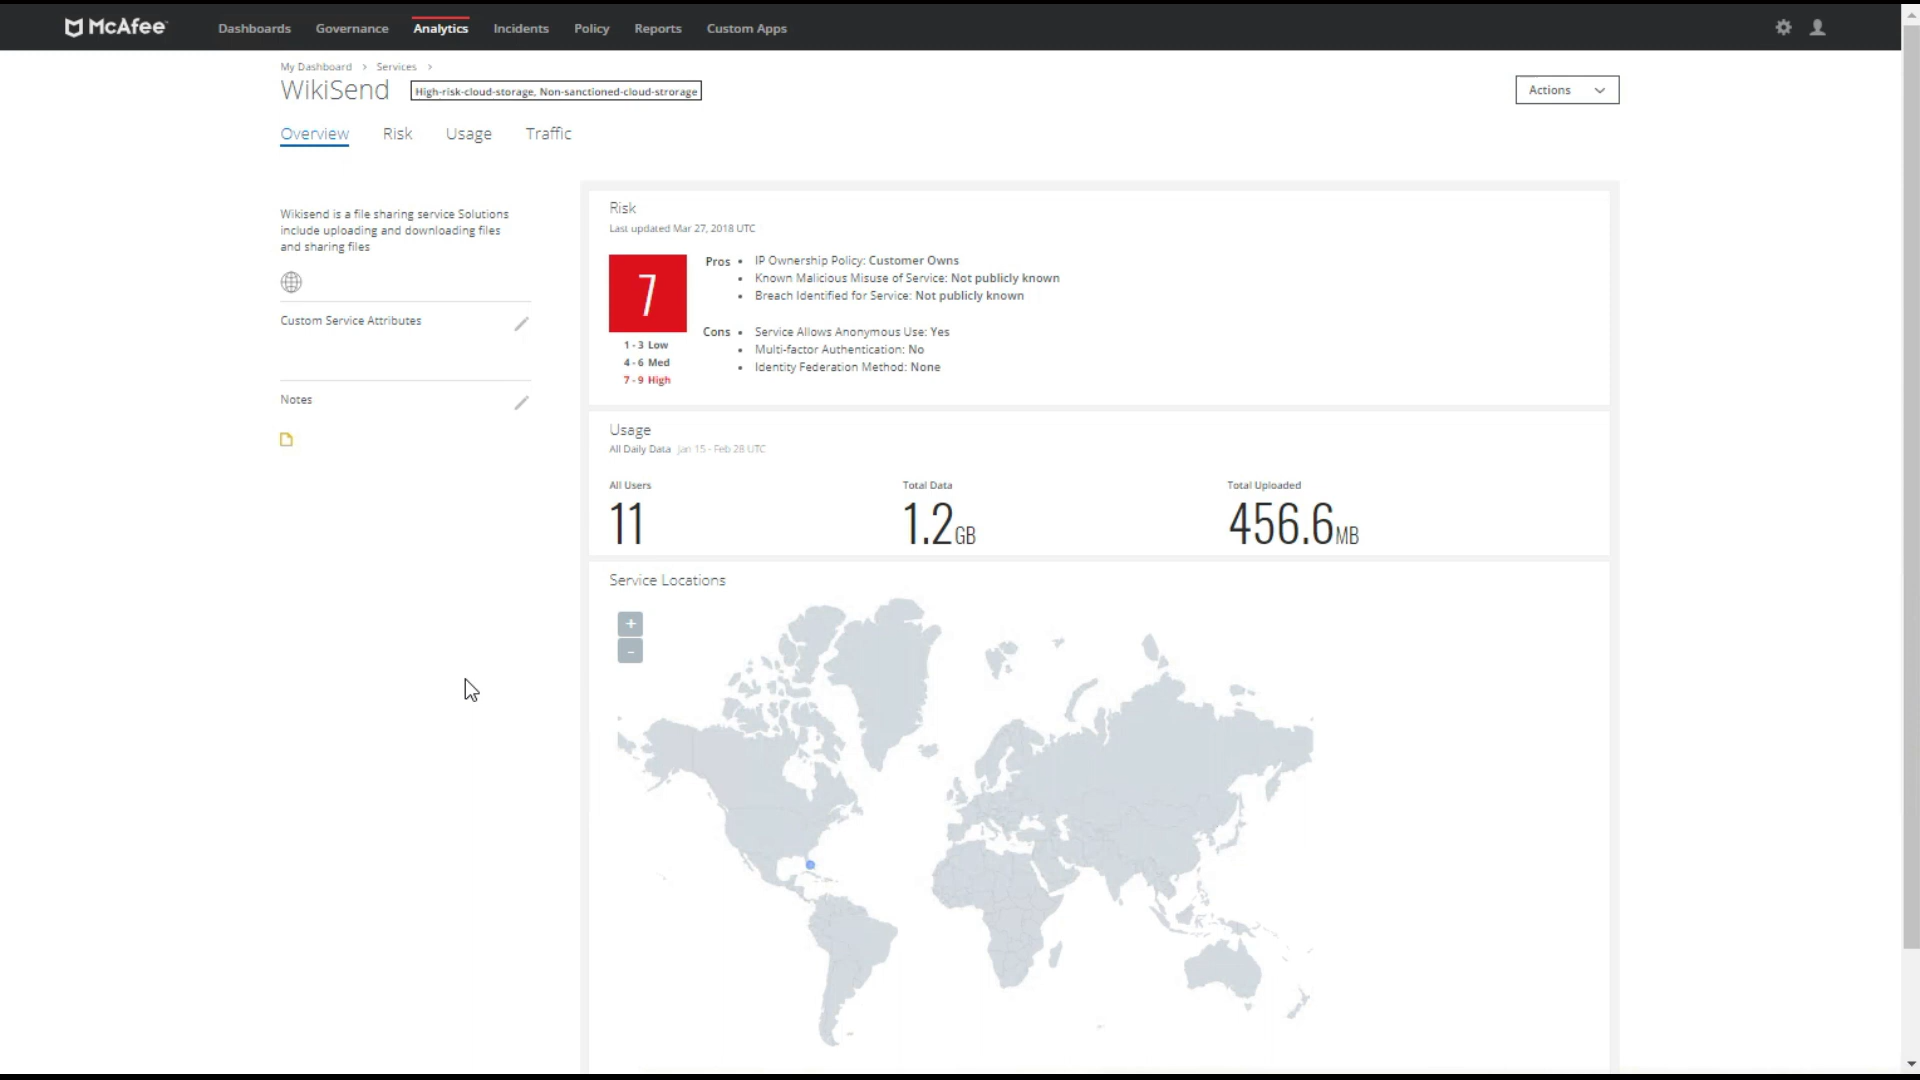 McAfee
Dashboards Governance Analytics Incidents Policy Reports Custom Apps
My Dashboard > Services >
WikiSend High-risk-cloud-storage, Non-sanctioned-cloud-strorage
Actions
Overview Risk Usage Traffic
Wikisend is a file sharing service Solutions
include uploading and downloading files
and sharing files
Custom Service Attributes
Notes
Risk
Last updated Mar 27, 2018 UTC
7
1 - 3 Low
4 - 6 Med
7 - 9 High
Pros • IP Ownership Policy: Customer Owns
• Known Malicious Misuse of Service: Not publicly known
• Breach Identified for Service: Not publicly known
Cons • Service Allows Anonymous Use: Yes
• Multi-factor Authentication: No
• Identity Federation Method: None
Usage
All Daily Data Jan 15 - Feb 28 UTC
All Users Total Data Total Uploaded
11 1.2GB 456.6MB
Service Locations
+
-